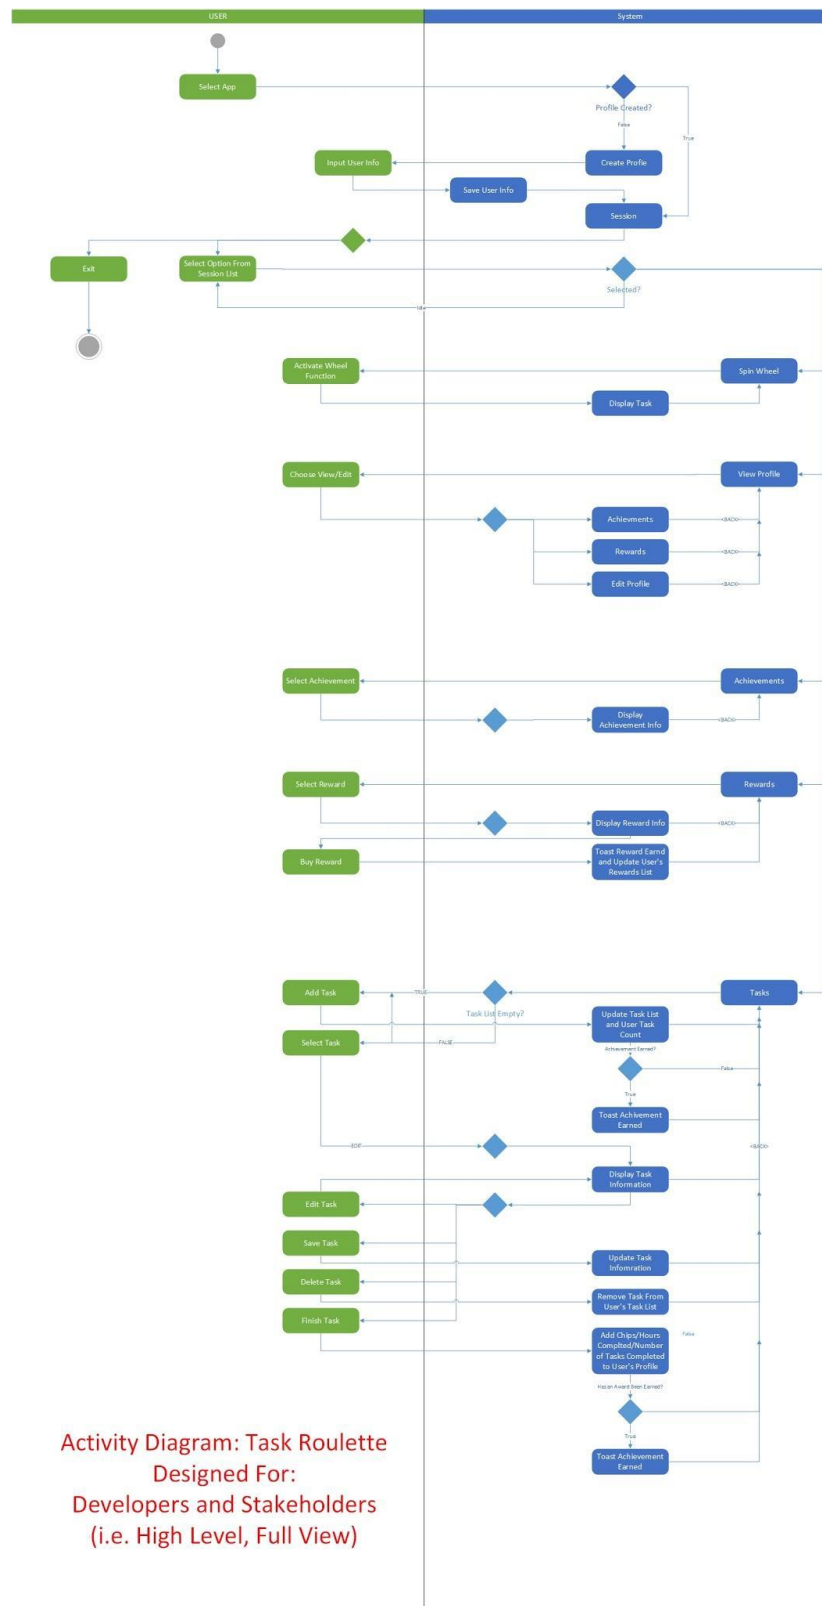 USER
System
Select App
Profile Created?
False
True
Input User Info
Create Profile
Save User Info
Session
Exit
Select Option From
Session List
Selected?
Idle
Activate Wheel
Function
Spin Wheel
Display Task
Choose View/Edit
View Profile
Achievments
<BACK>
Rewards
<BACK>
Edit Profile
<BACK>
Select Achievement
Achievements
Display
Achievement Info
<BACK>
Select Reward
Rewards
Display Reward Info
<BACK>
Buy Reward
Toast Reward Earnd
and Update User's
Rewards List
Add Task
TRUE
Tasks
Task List Empty?
Update Task List
and User Task
Count
Select Task
FALSE
Achievement Earned?
False
True
Toast Achivement
Earned
EDIT
<BACK>
Display Task
Information
Edit Task
Save Task
Update Task
Infomration
Delete Task
Remove Task From
User's Task List
Finish Task
Add Chips/Hours
Complted/Number
of Tasks Completed
to User's Profile
False
Has an Award Been Earned?
True
Toast Achievement
Earned
Activity Diagram: Task Roulette
Designed For:
Developers and Stakeholders
(i.e. High Level, Full View)